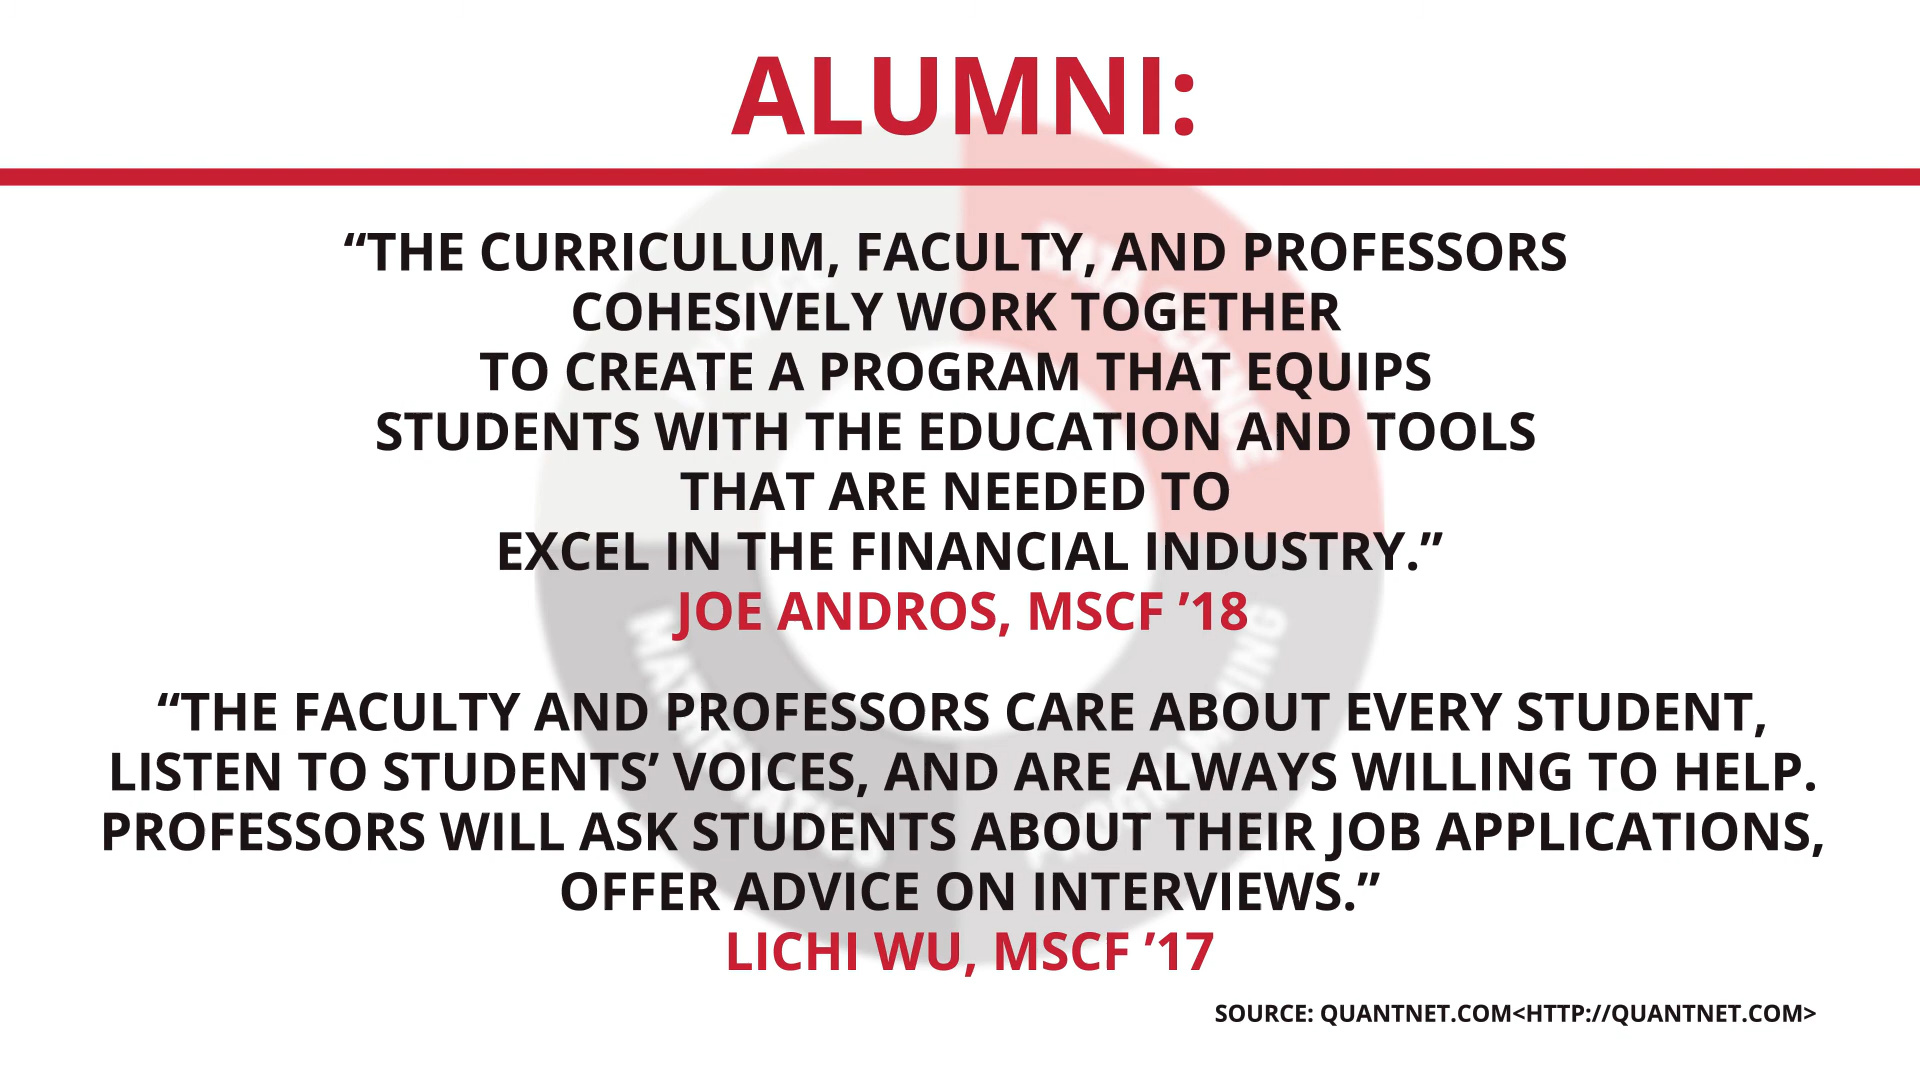 ALUMNI:
“THE CURRICULUM, FACULTY, AND PROFESSORS
COHESIVELY WORK TOGETHER
TO CREATE A PROGRAM THAT EQUIPS
STUDENTS WITH THE EDUCATION AND TOOLS
THAT ARE NEEDED TO
EXCEL IN THE FINANCIAL INDUSTRY.”
JOE ANDROS, MSCF ’18
“THE FACULTY AND PROFESSORS CARE ABOUT EVERY STUDENT,
LISTEN TO STUDENTS’ VOICES, AND ARE ALWAYS WILLING TO HELP.
PROFESSORS WILL ASK STUDENTS ABOUT THEIR JOB APPLICATIONS,
OFFER ADVICE ON INTERVIEWS.”
LICHI WU, MSCF ’17
SOURCE: QUANTNET.COM<HTTP://QUANTNET.COM>